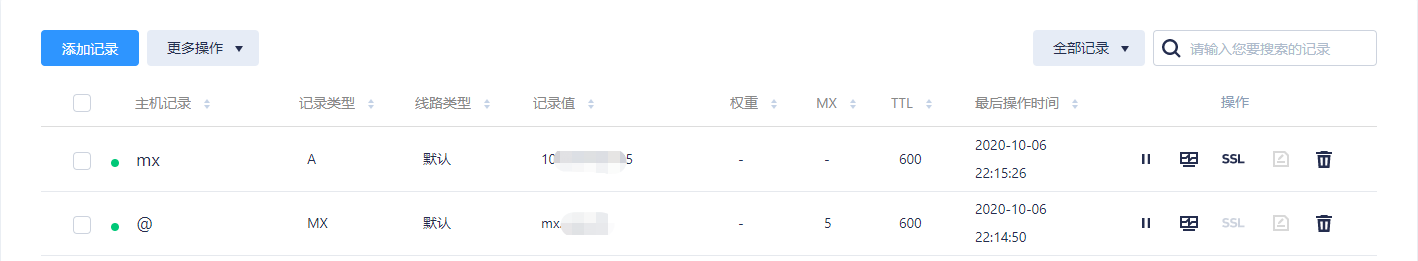 添加记录 更多操作 全部记录 请输入您要搜索的记录
主机记录 记录类型 线路类型 记录值 权重 MX TTL 最后操作时间 操作
mx A 默认 10 5 - - 600 2020-10-06 22:15:26 SSL
@ MX 默认 mx. - 5 600 2020-10-06 22:14:50 SSL